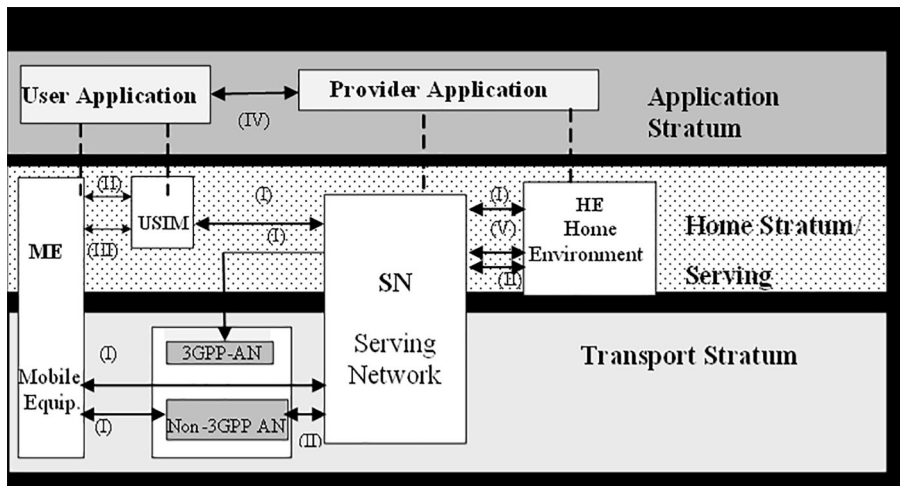 User Application
Provider Application
(IV)
Application
Stratum
(II)
(III)
USIM
ME
(I)
(I)
SN
Serving
Network
(I)
(V)
(II)
HE
Home
Environment
Home Stratum/
Serving
(I)
3GPP-AN
Mobile
Equip.
(I)
Non-3GPP AN
(II)
Transport Stratum